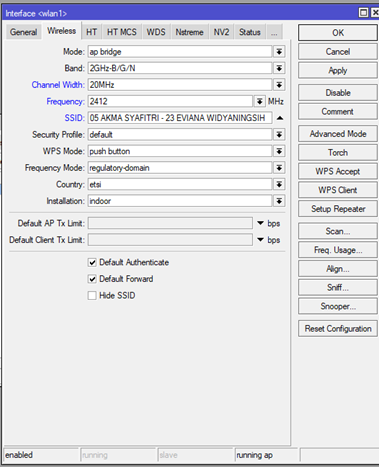 Interface <wlan1>
General Wireless HT HT MCS WDS Nstreme NV2 Status ...
Mode: ap bridge
Band: 2GHz-B/G/N
Channel Width: 20MHz
Frequency: 2412 MHz
SSID: 05 AKMA SYAFITRI - 23 EVIANA WIDYANINGSIH
Security Profile: default
WPS Mode: push button
Frequency Mode: regulatory-domain
Country: etsi
Installation: indoor
Default AP Tx Limit: bps
Default Client Tx Limit: bps
Default Authenticate
Default Forward
Hide SSID
OK
Cancel
Apply
Disable
Comment
Advanced Mode
Torch
WPS Accept
WPS Client
Setup Repeater
Scan...
Freq. Usage...
Align...
Sniff...
Snooper...
Reset Configuration
enabled running slave running ap